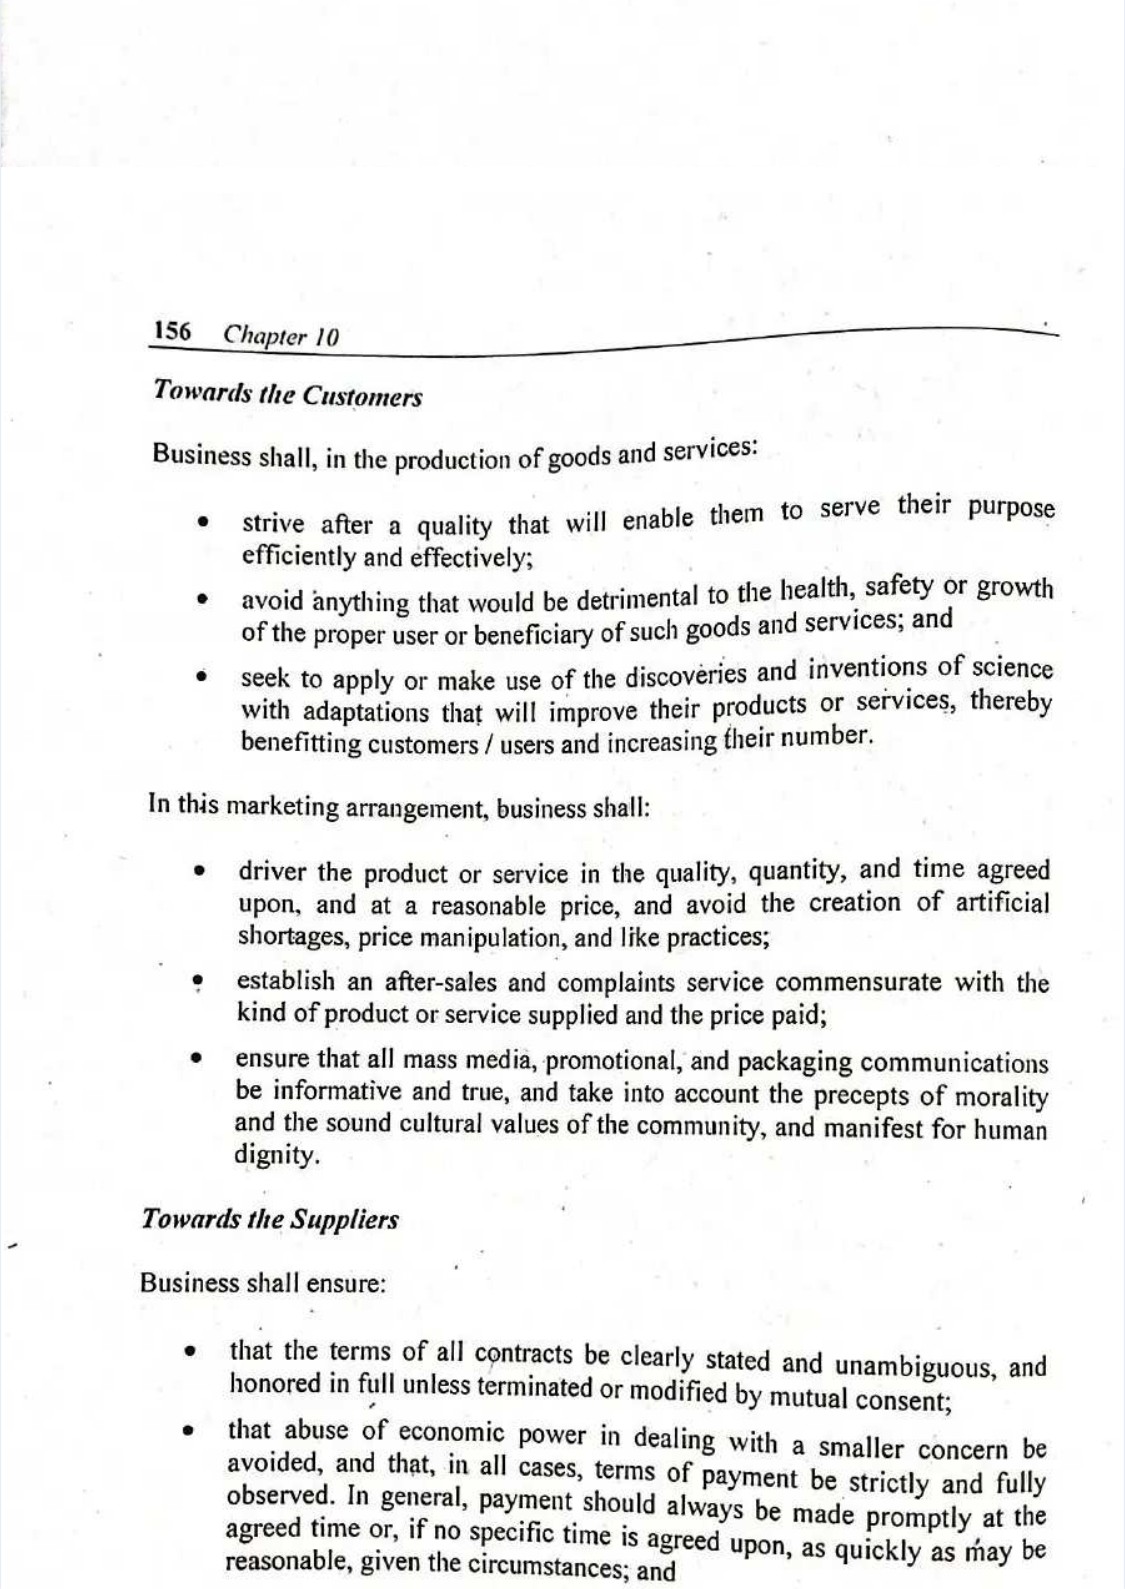 156 Chapter 10
Towards the Customers
Business shall, in the production of goods and services:
• strive after a quality that will enable them to serve their purpose
efficiently and effectively;
• avoid anything that would be detrimental to the health, safety or growth
of the proper user or beneficiary of such goods and services; and
• seek to apply or make use of the discoveries and inventions of science
with adaptations that will improve their products or services, thereby
benefitting customers / users and increasing their number.
In this marketing arrangement, business shall:
• driver the product or service in the quality, quantity, and time agreed
upon, and at a reasonable price, and avoid the creation of artificial
shortages, price manipulation, and like practices;
• establish an after-sales and complaints service commensurate with the
kind of product or service supplied and the price paid;
• ensure that all mass media, promotional, and packaging communications
be informative and true, and take into account the precepts of morality
and the sound cultural values of the community, and manifest for human
dignity.
Towards the Suppliers
Business shall ensure:
• that the terms of all contracts be clearly stated and unambiguous, and
honored in full unless terminated or modified by mutual consent;
• that abuse of economic power in dealing with a smaller concern be
avoided, and that, in all cases, terms of payment be strictly and fully
observed. In general, payment should always be made promptly at the
agreed time or, if no specific time is agreed upon, as quickly as may be
reasonable, given the circumstances; and